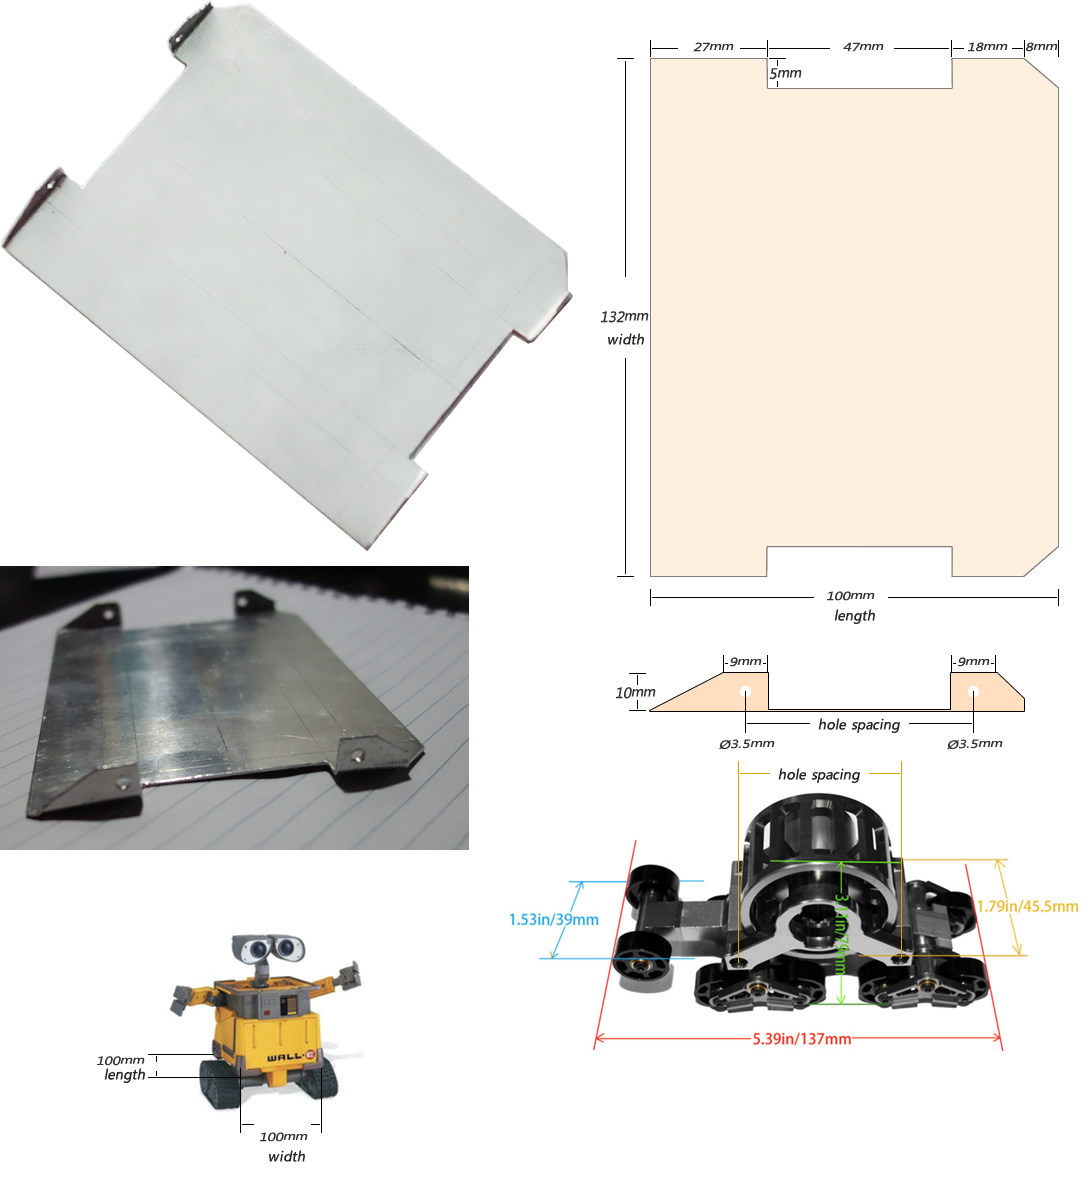 27mm
47mm
18mm
8mm
5mm
132mm
width
100mm
length
9mm
9mm
10mm
hole spacing
Ø3.5mm
Ø3.5mm
hole spacing
1.53in/39mm
1.79in/45.5mm
5.39in/137mm
WALL·E
100mm
length
100mm
width